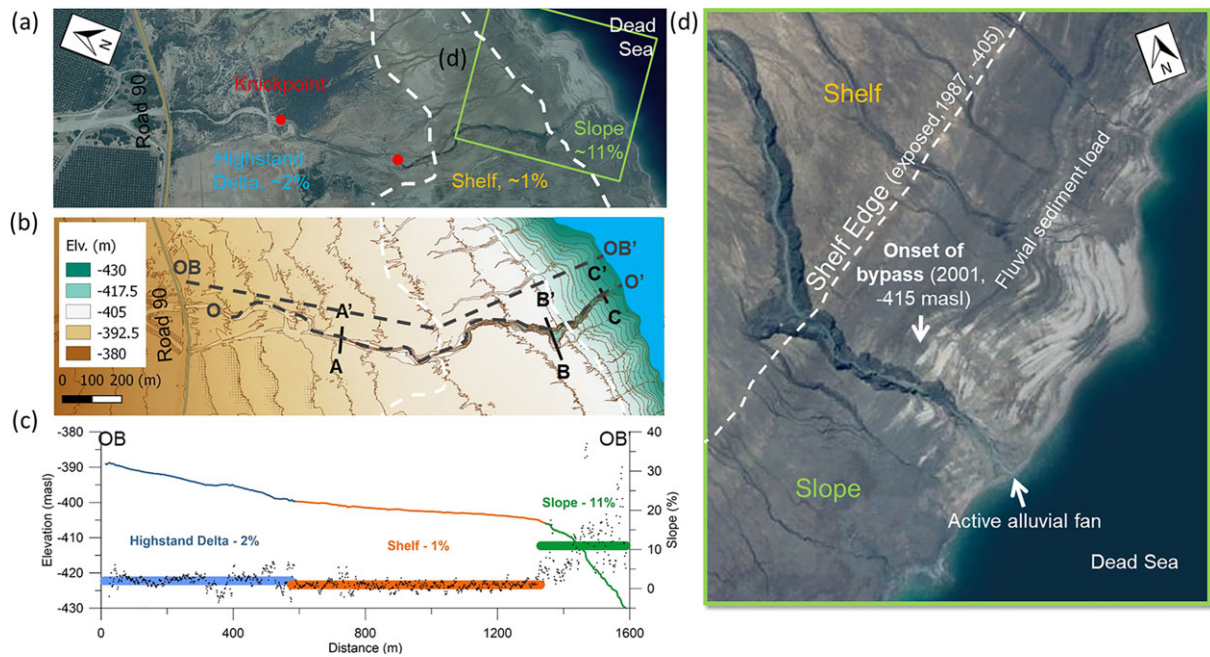 (a)
N
Dead
Sea
(d)
Road 90
Knickpoint
Highstand
Delta, ~2%
Shelf, ~1%
Slope
~11%
(b)
Elv. (m)
-430
-417.5
-405
-392.5
-380
0 100 200 (m)
Road 90
OB
O
A'
A
B'
B
C'
C
OB'
O'
(c)
OB
OB'
-380
-390
-400
-410
-420
-430
Elevation (masl)
40
30
20
10
0
Slope (%)
Highstand Delta - 2%
Shelf - 1%
Slope - 11%
0
400
800
1200
1600
Distance (m)
(d)
N
Shelf
Shelf Edge (exposed, 1987, -405)
Onset of
bypass (2001,
-415 masl)
Fluvial sediment load
Slope
Active alluvial fan
Dead Sea